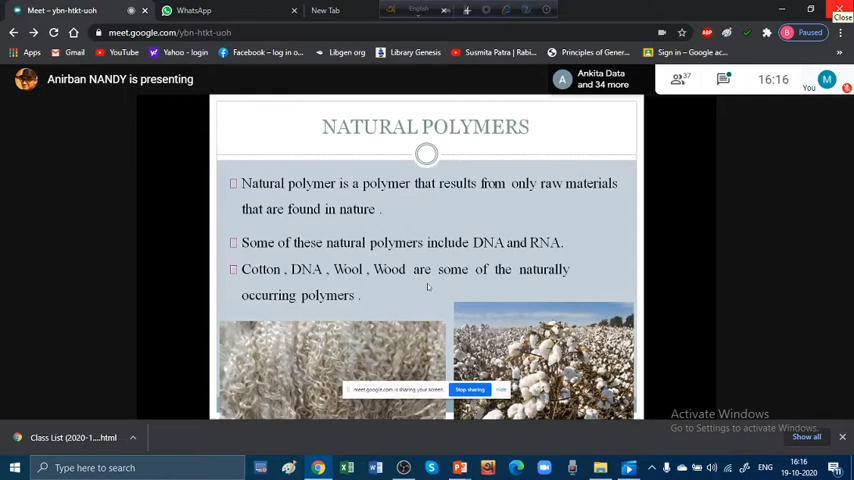 Meet – ybn-htkt-uoh
WhatsApp
New Tab
English
Close
meet.google.com/ybn-htkt-uoh
ABP
B Paused
Apps
Gmail
YouTube
Yahoo - login
Facebook – log in o...
Libgen org
Library Genesis
Susmita Patra | Rabi...
Principles of Gener...
Sign in – Google ac...
Anirban NANDY is presenting
A
Ankita Data
and 34 more
37
16:16
You
M
NATURAL POLYMERS
Natural polymer is a polymer that results from only raw materials
that are found in nature .
Some of these natural polymers include DNA and RNA.
Cotton , DNA , Wool , Wood are some of the naturally
occurring polymers .
meet.google.com is sharing your screen.
Stop sharing
Hide
Activate Windows
Go to Settings to activate Windows.
Class List (2020-1....html
Show all
Type here to search
ENG
16:16
19-10-2020